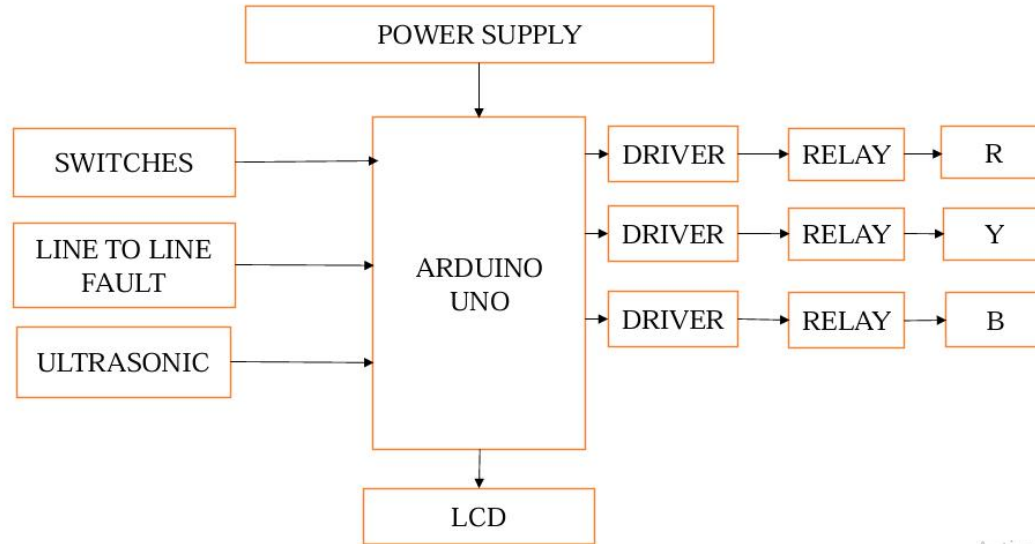 POWER SUPPLY
SWITCHES
LINE TO LINE
FAULT
ULTRASONIC
ARDUINO
UNO
DRIVER
RELAY
R
DRIVER
RELAY
Y
DRIVER
RELAY
B
LCD